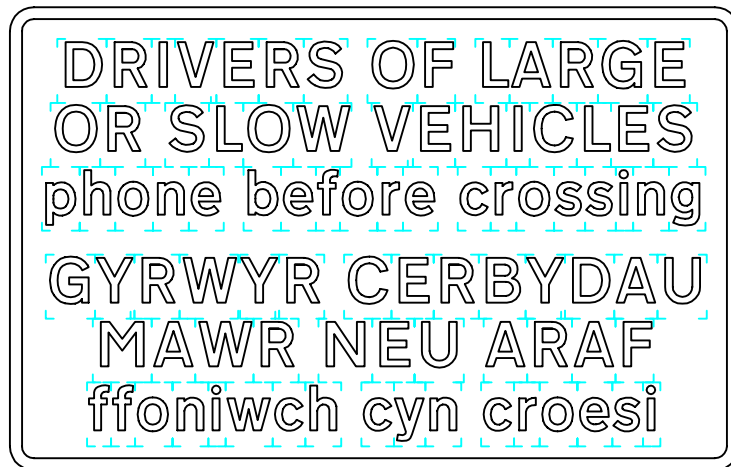 DRIVERS OF LARGE
OR SLOW VEHICLES
phone before crossing
GYRWYR CERBYDAU
MAWR NEU ARAF
ffoniwch cyn croesi